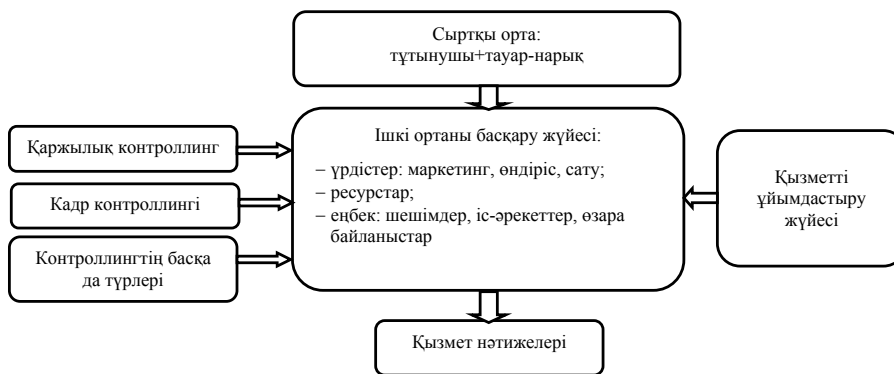 Сыртқы орта:
тұтынушы+тауар-нарық
Ішкі ортаны басқару жүйесі:
– үрдістер: маркетинг, өндіріс, сату;
– ресурстар;
– еңбек: шешімдер, іс-әрекеттер, өзара
байланыстар
Қаржылық контроллинг
Кадр контроллингі
Контроллингтің басқа
да түрлері
Қызметті
ұйымдастыру
жүйесі
Қызмет нәтижелері